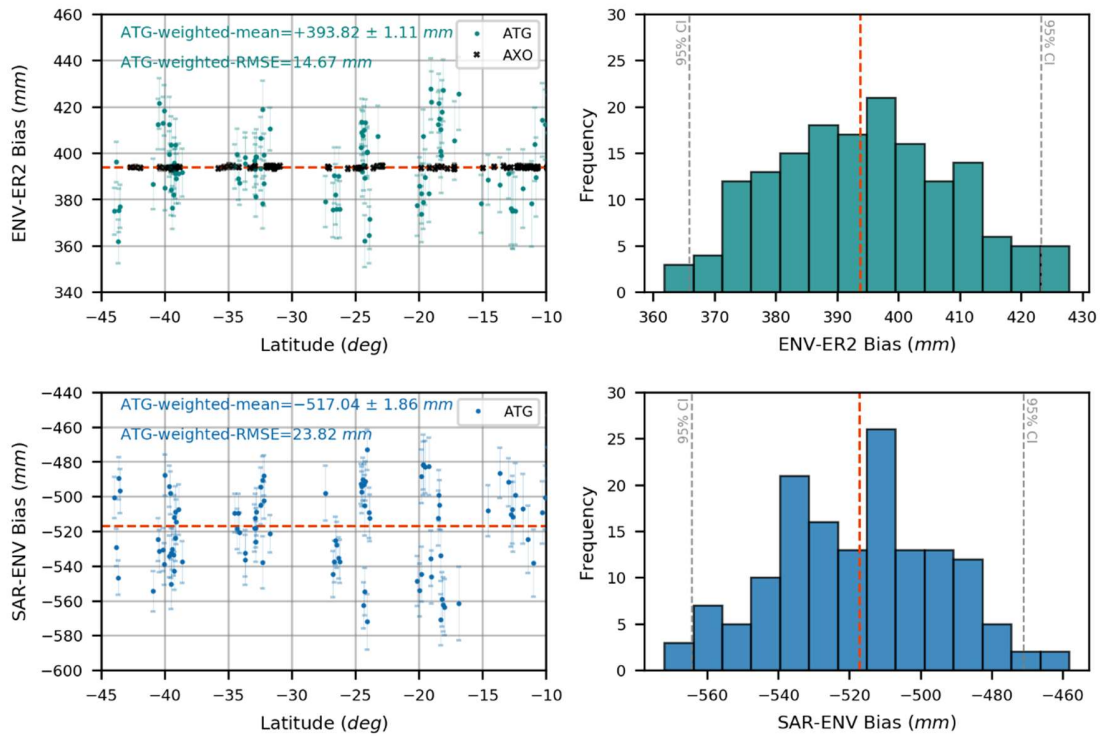 ATG-weighted-mean=+393.82 ± 1.11 mm
ATG-weighted-RMSE=14.67 mm
ATG
AXO
460
440
420
400
380
360
340
ENV-ER2 Bias (mm)
−45 −40 −35 −30 −25 −20 −15 −10
Latitude (deg)
95% CI
95% CI
30
25
20
15
10
5
0
Frequency
360 370 380 390 400 410 420 430
ENV-ER2 Bias (mm)
ATG-weighted-mean=−517.04 ± 1.86 mm
ATG-weighted-RMSE=23.82 mm
ATG
−440
−460
−480
−500
−520
−540
−560
−580
−600
SAR-ENV Bias (mm)
−45 −40 −35 −30 −25 −20 −15 −10
Latitude (deg)
95% CI
95% CI
30
25
20
15
10
5
0
Frequency
−560 −540 −520 −500 −480 −460
SAR-ENV Bias (mm)